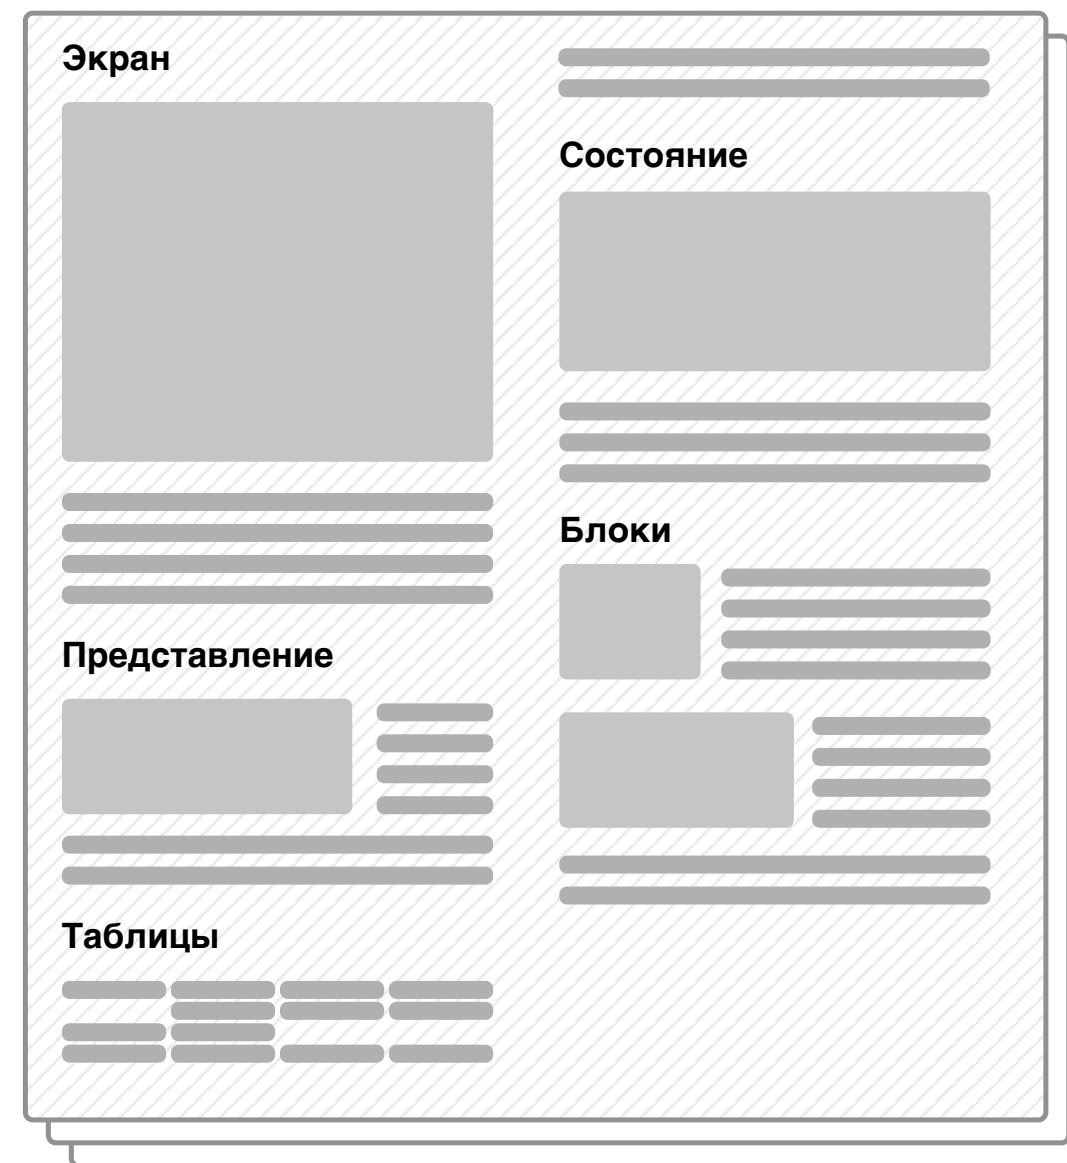 Экран
Представление
Таблицы
Состояние
Блоки